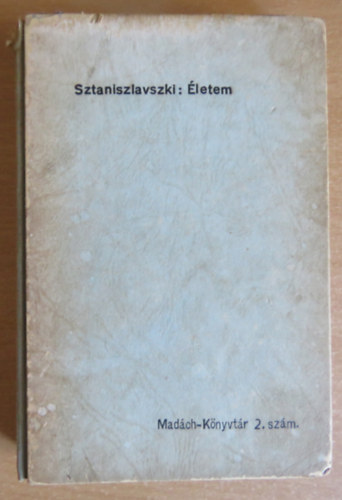 Sztaniszlavszki: Életem
Madách-Könyvtár 2. szám.